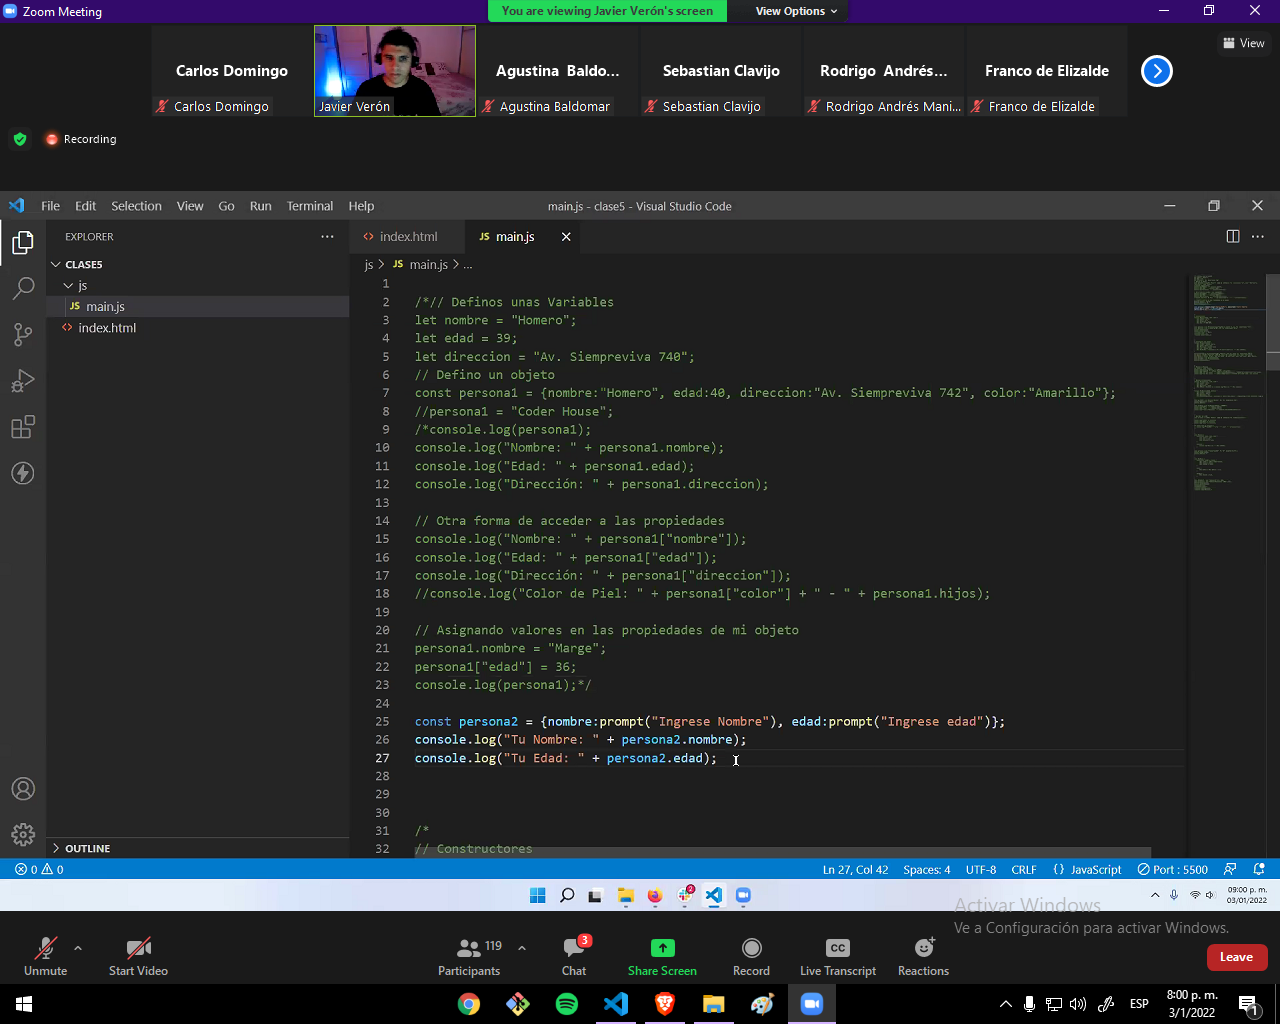 Zoom Meeting
You are viewing Javier Verón's screen
View Options
Carlos Domingo
Agustina Baldo...
Sebastian Clavijo
Rodrigo Andrés...
Franco de Elizalde
View
Carlos Domingo
Javier Verón
Agustina Baldomar
Sebastian Clavijo
Rodrigo Andrés Mani...
Franco de Elizalde
Recording
File Edit Selection View Go Run Terminal Help
main.js - clase5 - Visual Studio Code
EXPLORER
index.html
JS main.js
CLASE5
js
JS main.js
index.html
js > JS main.js > ...
1
2 /*// Definos unas Variables
3 let nombre = "Homero";
4 let edad = 39;
5 let direccion = "Av. Siempreviva 740";
6 // Defino un objeto
7 const persona1 = {nombre:"Homero", edad:40, direccion:"Av. Siempreviva 742", color:"Amarillo"};
8 //persona1 = "Coder House";
9 /*console.log(persona1);
10 console.log("Nombre: " + persona1.nombre);
11 console.log("Edad: " + persona1.edad);
12 console.log("Dirección: " + persona1.direccion);
13
14 // Otra forma de acceder a las propiedades
15 console.log("Nombre: " + persona1["nombre"]);
16 console.log("Edad: " + persona1["edad"]);
17 console.log("Dirección: " + persona1["direccion"]);
18 //console.log("Color de Piel: " + persona1["color"] + " - " + persona1.hijos);
19
20 // Asignando valores en las propiedades de mi objeto
21 persona1.nombre = "Marge";
22 persona1["edad"] = 36;
23 console.log(persona1);*/
24
25 const persona2 = {nombre:prompt("Ingrese Nombre"), edad:prompt("Ingrese edad")};
26 console.log("Tu Nombre: " + persona2.nombre);
27 console.log("Tu Edad: " + persona2.edad);
28
29
30
31 /*
32 // Constructores
OUTLINE
0 0
Ln 27, Col 42 Spaces: 4 UTF-8 CRLF {} JavaScript Port : 5500
2
09:00 p. m.
03/01/2022
Activar Windows
Ve a Configuración para activar Windows.
Unmute
Start Video
119
Participants
3
Chat
Share Screen
Record
CC
Live Transcript
Reactions
Leave
ESP
8:00 p. m.
3/1/2022
1